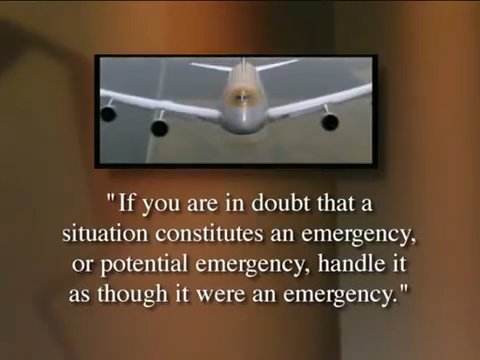 "If you are in doubt that a
situation constitutes an emergency,
or potential emergency, handle it
as though it were an emergency."